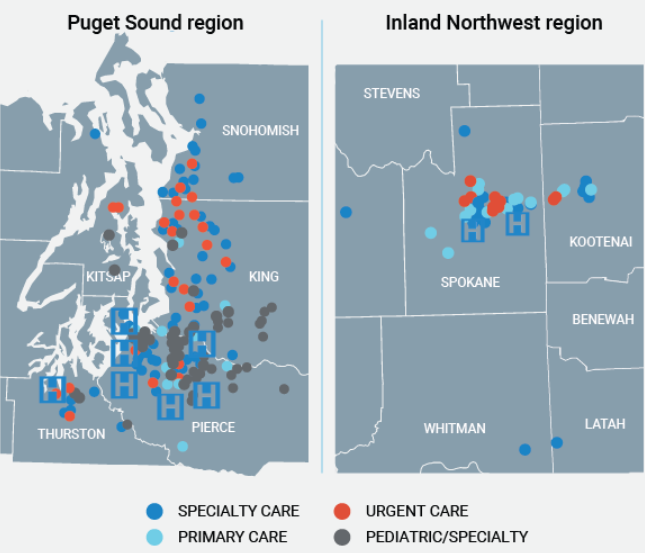 Puget Sound region
Inland Northwest region
SNOHOMISH
KITSAP
KING
H
H
H
H
H
H
H
THURSTON
PIERCE
STEVENS
H
H
KOOTENAI
SPOKANE
BENEWAH
WHITMAN
LATAH
SPECIALTY CARE
URGENT CARE
PRIMARY CARE
PEDIATRIC/SPECIALTY